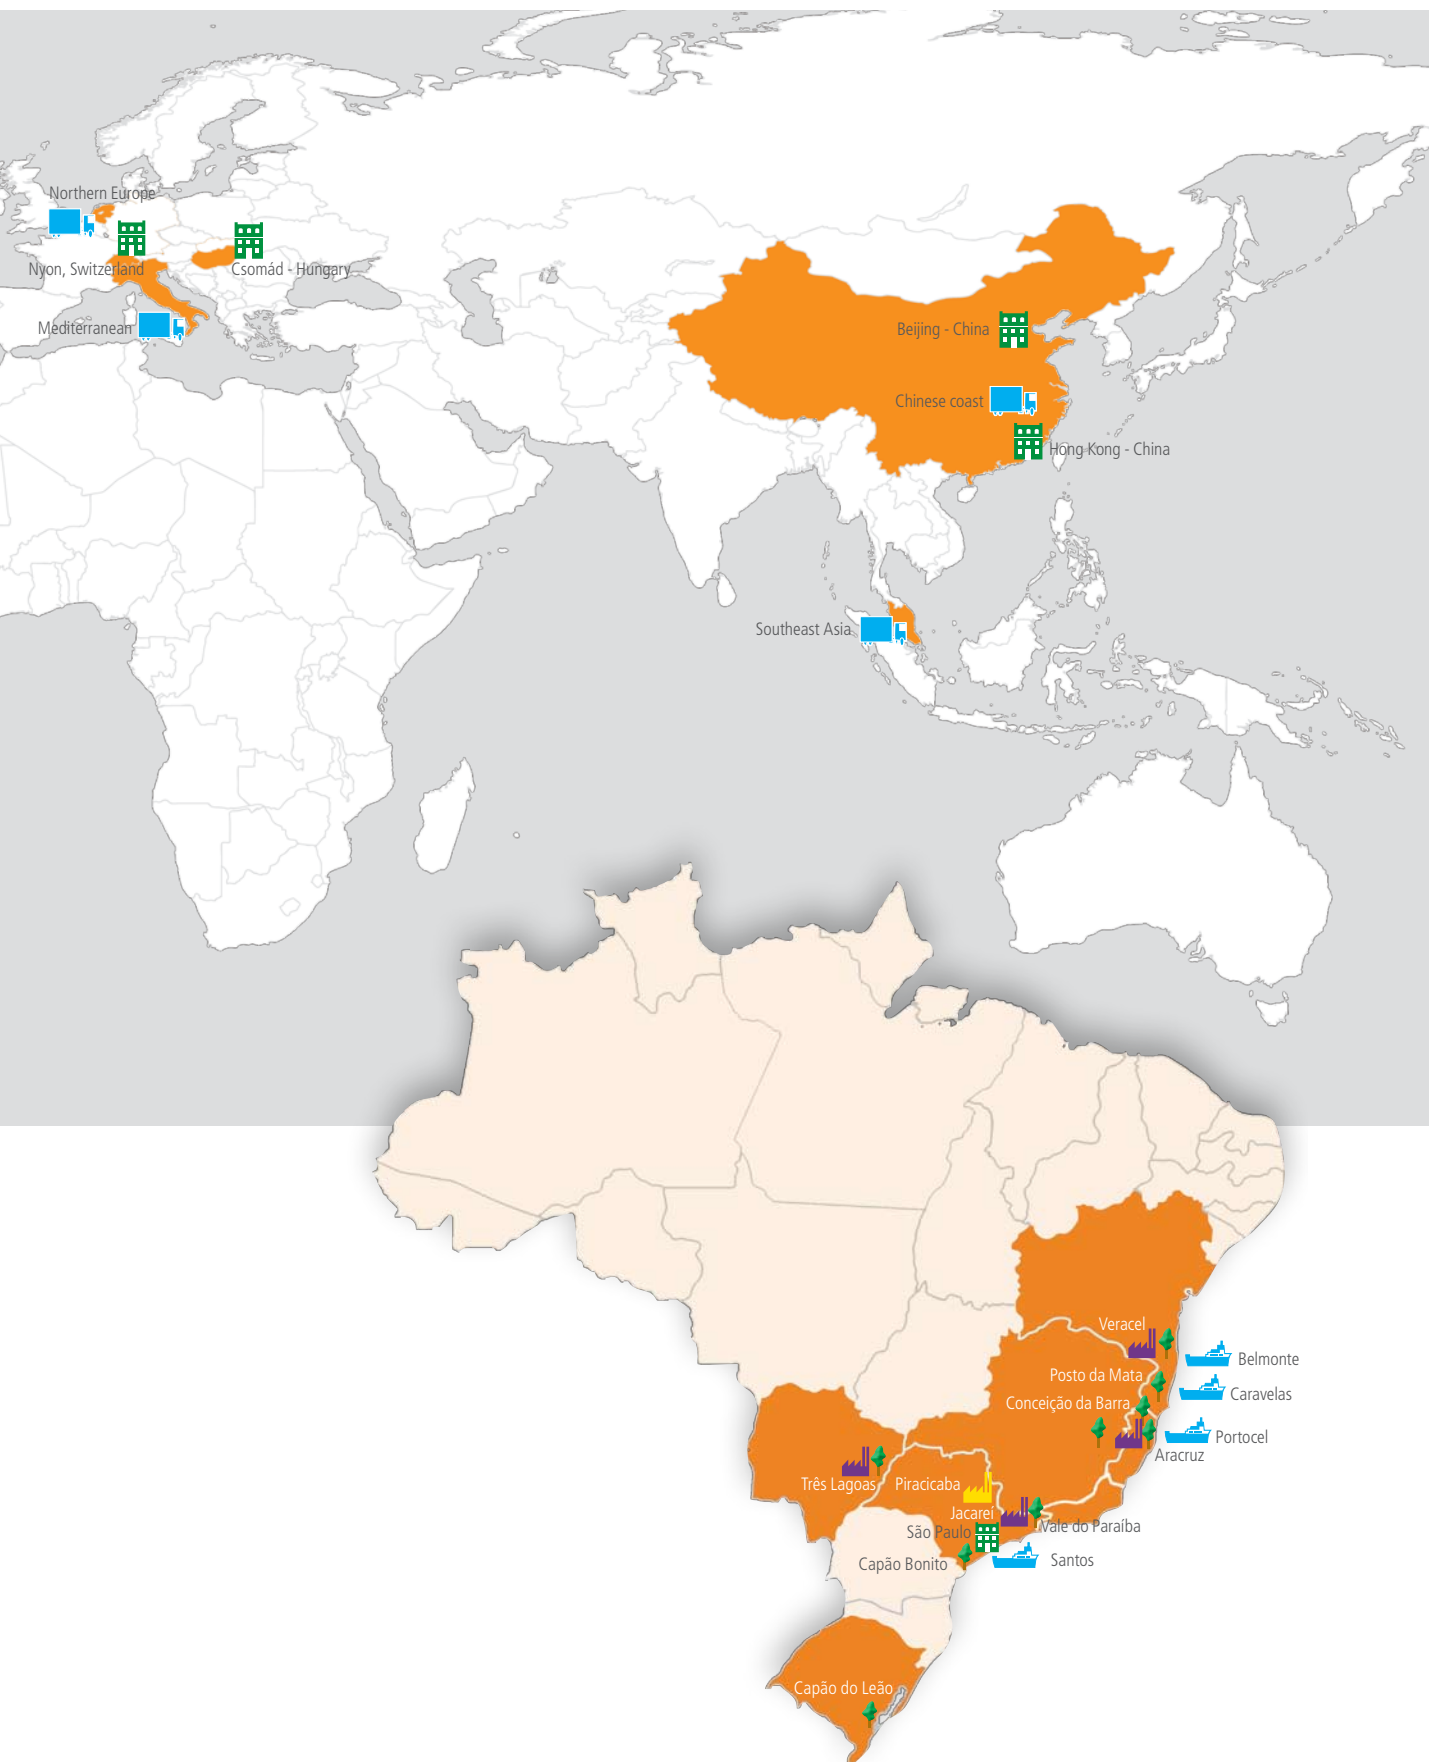 Northern Europe
Nyon, Switzerland
Csomád - Hungary
Mediterranean
Beijing - China
Chinese coast
Hong Kong - China
Southeast Asia
Veracel
Belmonte
Posto da Mata
Caravelas
Conceição da Barra
Portocel
Aracruz
Três Lagoas
Piracicaba
Jacareí
São Paulo
Vale do Paraíba
Capão Bonito
Santos
Capão do Leão